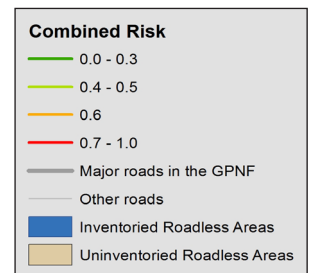 Combined Risk
0.0 - 0.3
0.4 - 0.5
0.6
0.7 - 1.0
Major roads in the GPNF
Other roads
Inventoried Roadless Areas
Uninventoried Roadless Areas